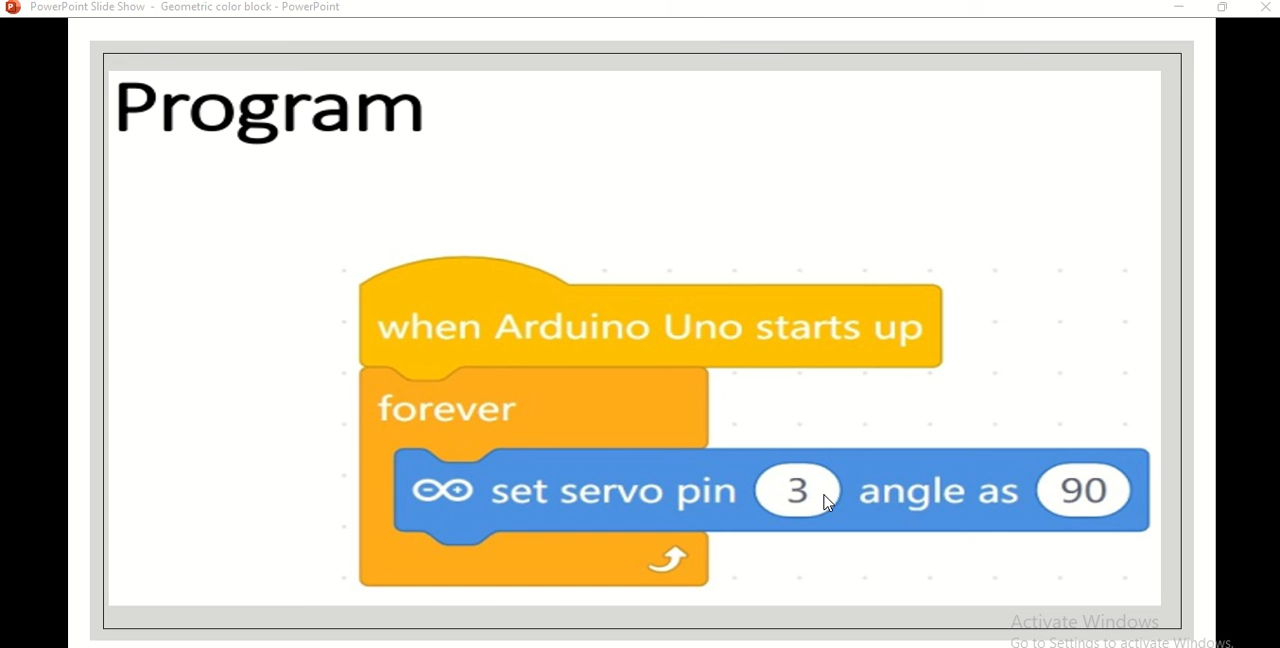 PowerPoint Slide Show - Geometric color block - PowerPoint
Program
when Arduino Uno starts up
forever
set servo pin 3 angle as 90
Activate Windows
Go to Settings to activate Windows.